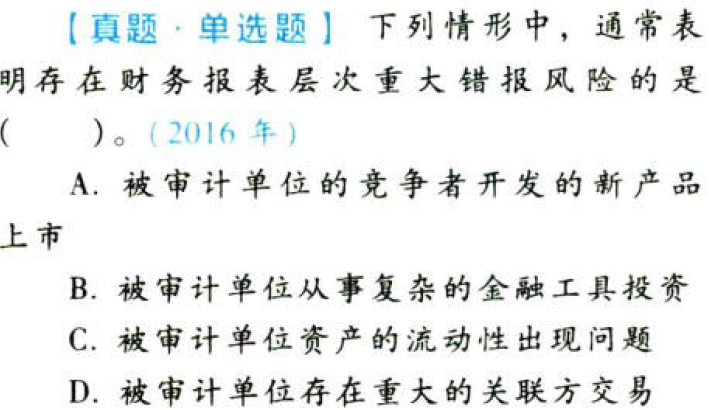 【真题·单选题】 下列情形中，通常表
明存在财务报表层次重大错报风险的是
(　　)。(2016年)
A. 被审计单位的竞争者开发的新产品
上市
B. 被审计单位从事复杂的金融工具投资
C. 被审计单位资产的流动性出现问题
D. 被审计单位存在重大的关联方交易